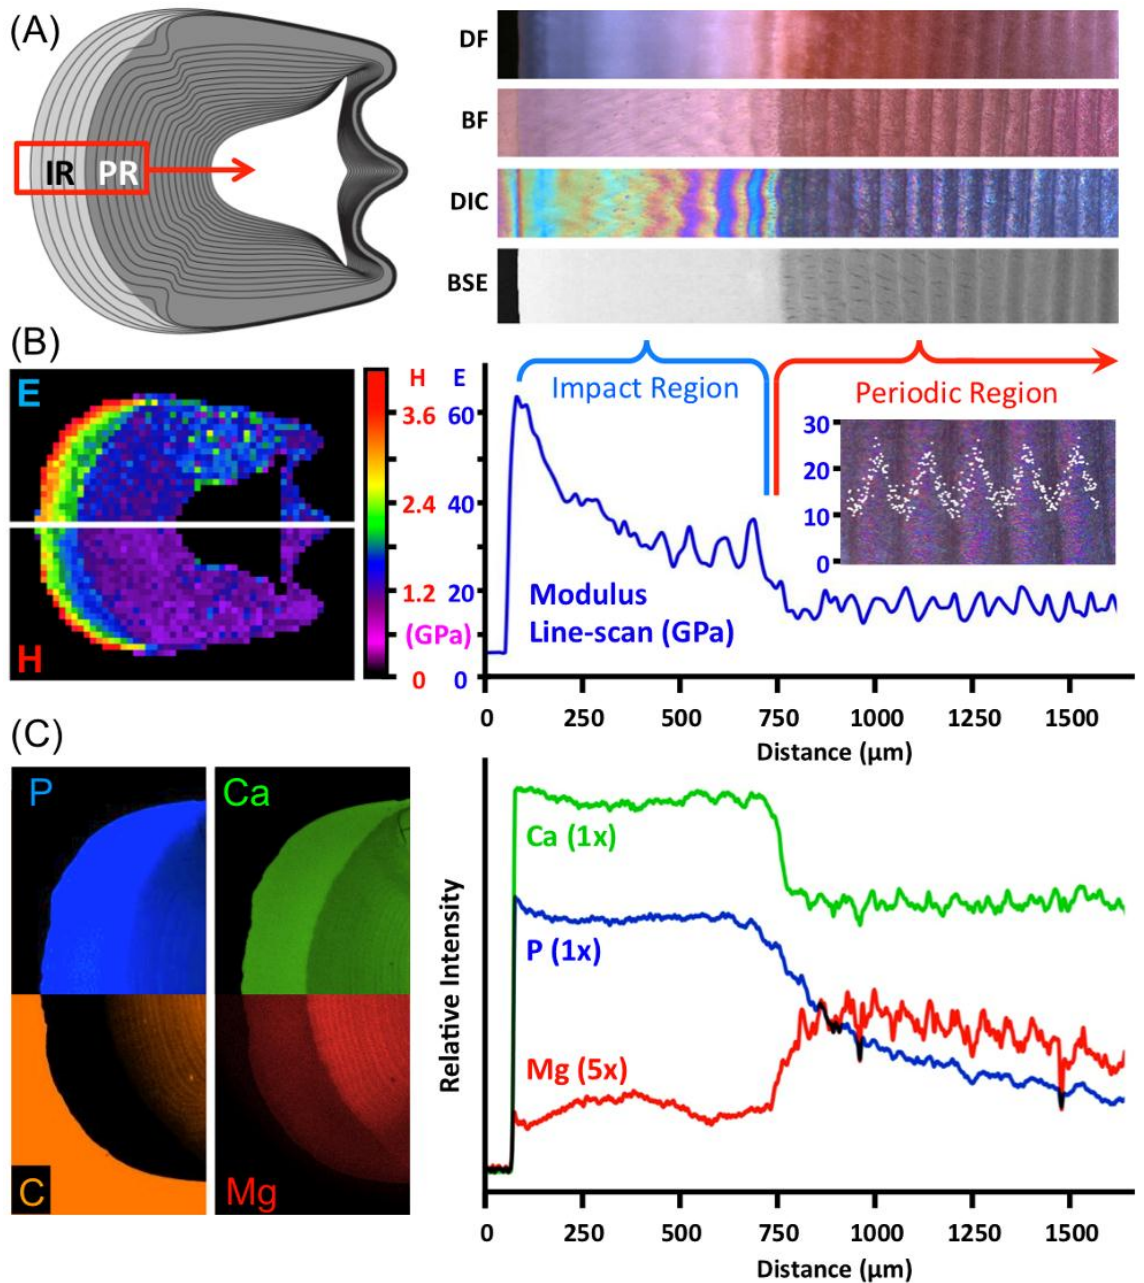 (A)
IR PR
DF
BF
DIC
BSE
(B)
E
H
H E
3.6 60
2.4 40
1.2 20
(GPa)
0 0
Impact Region
Periodic Region
30
20
10
0
Modulus
Line-scan (GPa)
0 250 500 750 1000 1250 1500
Distance (μm)
(C)
P
Ca
C
Mg
Relative Intensity
Ca (1x)
P (1x)
Mg (5x)
0 250 500 750 1000 1250 1500
Distance (μm)